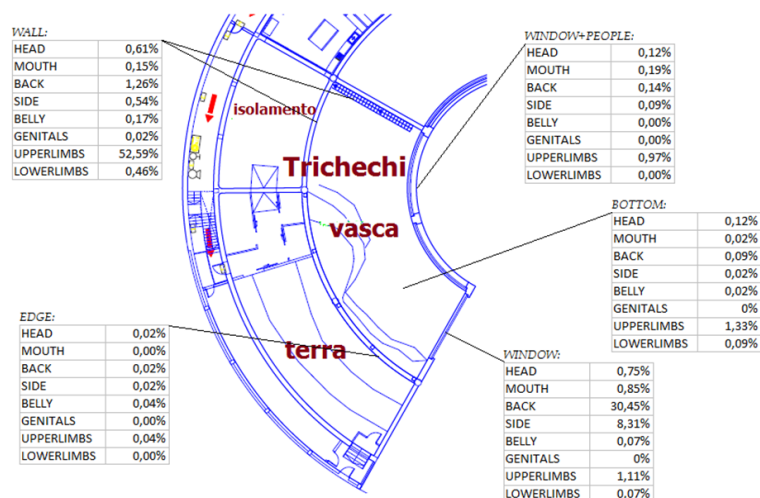 WALL:
HEAD 0,61%
MOUTH 0,15%
BACK 1,26%
SIDE 0,54%
BELLY 0,17%
GENITALS 0,02%
UPPERLIMBS 52,59%
LOWERLIMBS 0,46%
WINDOW+PEOPLE:
HEAD 0,12%
MOUTH 0,19%
BACK 0,14%
SIDE 0,09%
BELLY 0,00%
GENITALS 0,00%
UPPERLIMBS 0,97%
LOWERLIMBS 0,00%
isolamento
Trichechi
vasca
terra
BOTTOM:
HEAD 0,12%
MOUTH 0,02%
BACK 0,09%
SIDE 0,02%
BELLY 0,02%
GENITALS 0%
UPPERLIMBS 1,33%
LOWERLIMBS 0,09%
EDGE:
HEAD 0,02%
MOUTH 0,00%
BACK 0,02%
SIDE 0,02%
BELLY 0,04%
GENITALS 0,00%
UPPERLIMBS 0,04%
LOWERLIMBS 0,00%
WINDOW:
HEAD 0,75%
MOUTH 0,85%
BACK 30,45%
SIDE 8,31%
BELLY 0,07%
GENITALS 0%
UPPERLIMBS 1,11%
LOWERLIMBS 0,07%